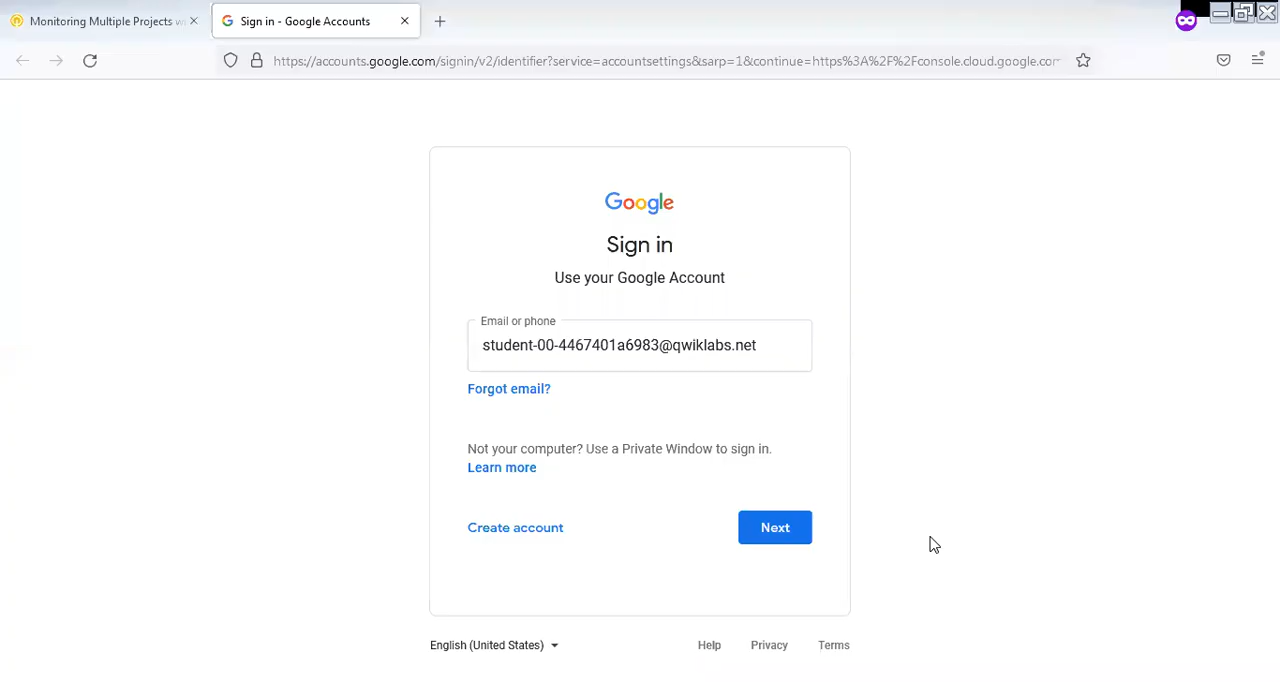 Monitoring Multiple Projects
Sign in - Google Accounts
https://accounts.google.com/signin/v2/identifier?service=accountsettings&sarp=1&continue=https%3A%2F%2Fconsole.cloud.google.com
Google
Sign in
Use your Google Account
Email or phone
student-00-4467401a6983@qwiklabs.net
Forgot email?
Not your computer? Use a Private Window to sign in.
Learn more
Create account
Next
English (United States)
Help
Privacy
Terms